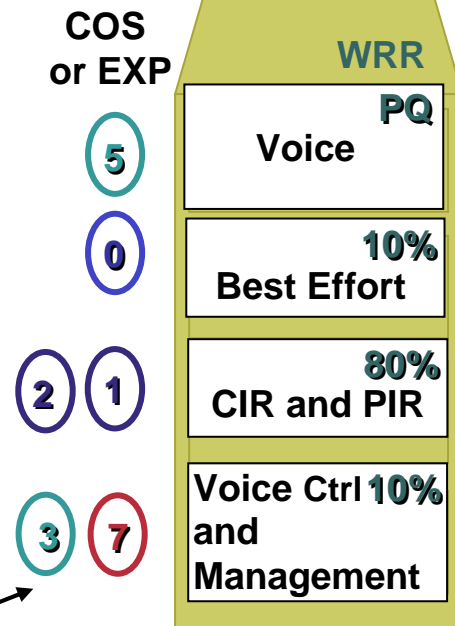 COS
or EXP
WRR
PQ
5
Voice
0
10%
Best Effort
2 1
80%
CIR and PIR
3 7
Voice Ctrl 10%
and
Management